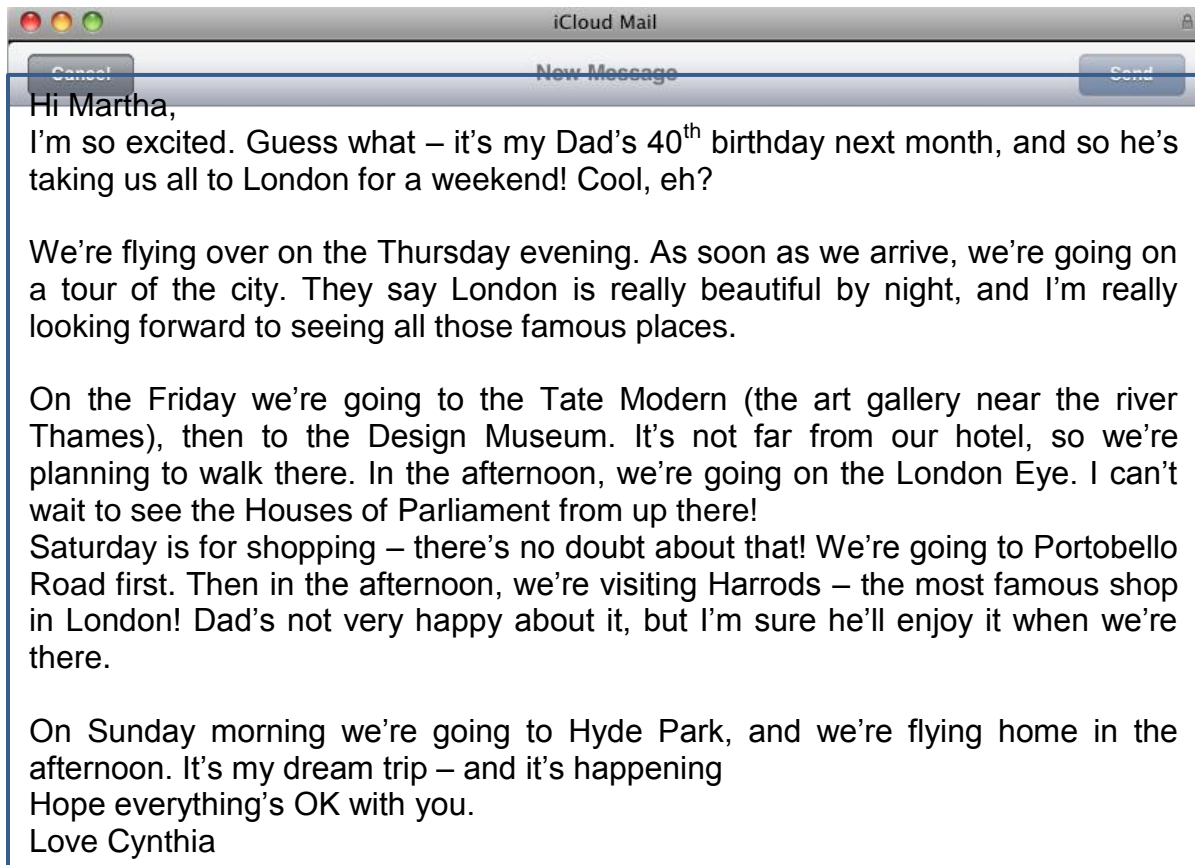 iCloud Mail
Cancel New Message Send
Hi Martha,
I'm so excited. Guess what – it's my Dad's 40th birthday next month, and so he's
taking us all to London for a weekend! Cool, eh?
We're flying over on the Thursday evening. As soon as we arrive, we're going on
a tour of the city. They say London is really beautiful by night, and I'm really
looking forward to seeing all those famous places.
On the Friday we're going to the Tate Modern (the art gallery near the river
Thames), then to the Design Museum. It's not far from our hotel, so we're
planning to walk there. In the afternoon, we're going on the London Eye. I can't
wait to see the Houses of Parliament from up there!
Saturday is for shopping – there's no doubt about that! We're going to Portobello
Road first. Then in the afternoon, we're visiting Harrods – the most famous shop
in London! Dad's not very happy about it, but I'm sure he'll enjoy it when we're
there.
On Sunday morning we're going to Hyde Park, and we're flying home in the
afternoon. It's my dream trip – and it's happening
Hope everything's OK with you.
Love Cynthia